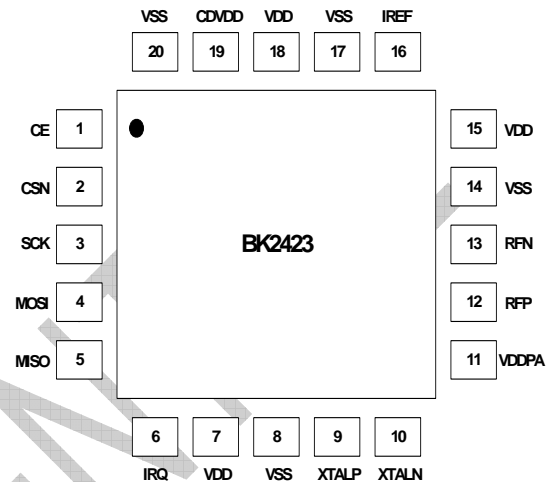 VSS CDVDD VDD VSS IREF
20 19 18 17 16
CE 1 15 VDD
CSN 2 14 VSS
SCK 3 BK2423 13 RFN
MOSI 4 12 RFP
MISO 5 11 VDDPA
6 7 8 9 10
IRQ VDD VSS XTALP XTALN